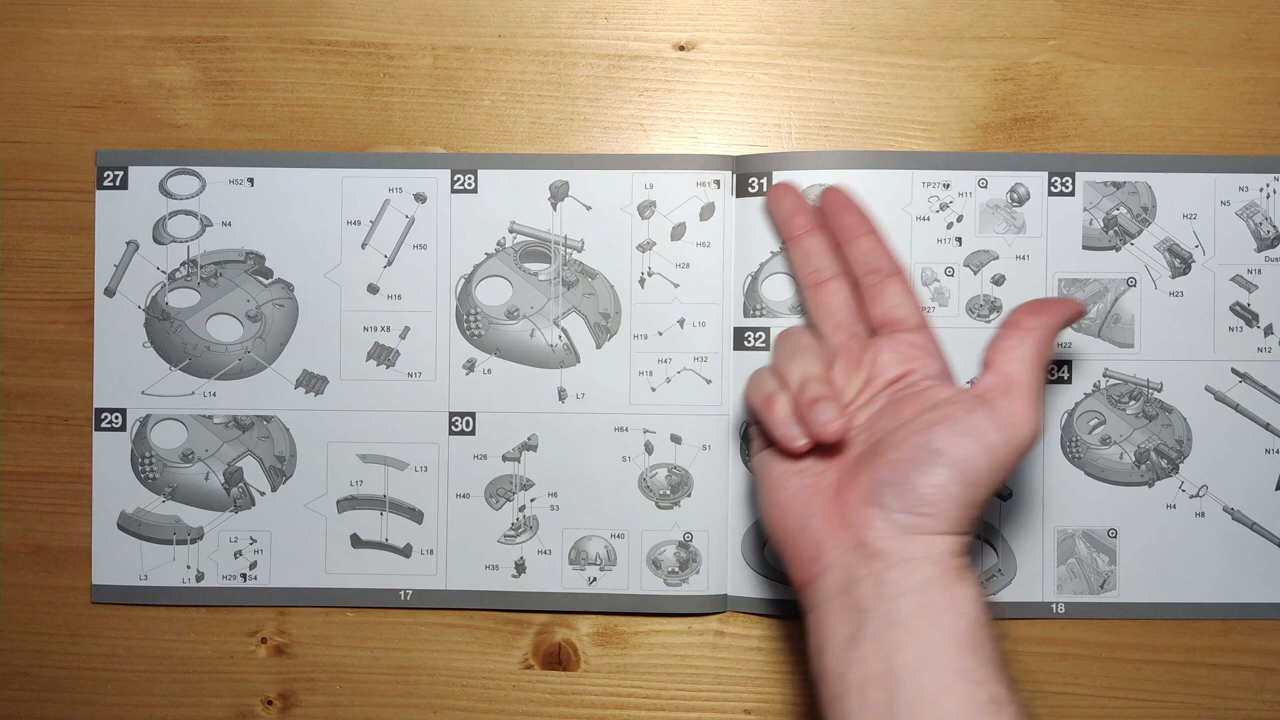 27
H52
N4
L14
H15
H49
H50
H16
N19 X8
N17
28
L6
L7
L9
H61
H62
H28
H19
L10
H47
H32
H18
29
L3
L1
L2
H1
H29
S4
L13
L17
L18
30
H26
H40
H6
S3
H43
H35
H64
S1
S1
H40
17
31
TP27
H11
H44
H17
H41
32
33
H22
H23
H22
N3
N5
N18
N13
N12
34
H4
H8
N14
18